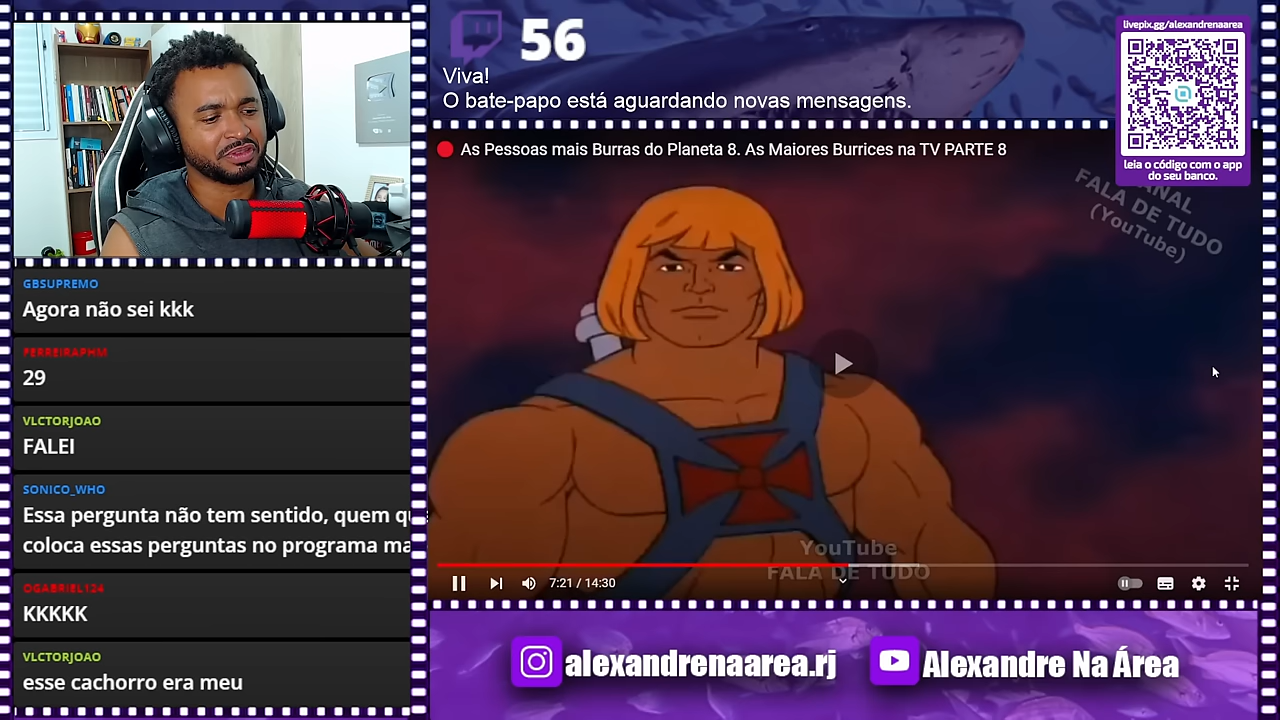 56
Viva!
O bate-papo está aguardando novas mensagens.
livepix.gg/alexandrenaarea
leia o código com o app
do seu banco.
As Pessoas mais Burras do Planeta 8. As Maiores Burrices na TV PARTE 8
FALA DE TUDO
(YouTube)
GBSUPREMO
Agora não sei kkk
FERREIRAPHM
29
VLCTORJOAO
FALEI
SONICO_WHO
Essa pergunta não tem sentido, quem
coloca essas perguntas no programa
OGABRIEL124
KKKKK
VLCTORJOAO
esse cachorro era meu
YouTube
FALA DE TUDO
7:21 / 14:30
alexandrenaarea.rj
Alexandre Na Área